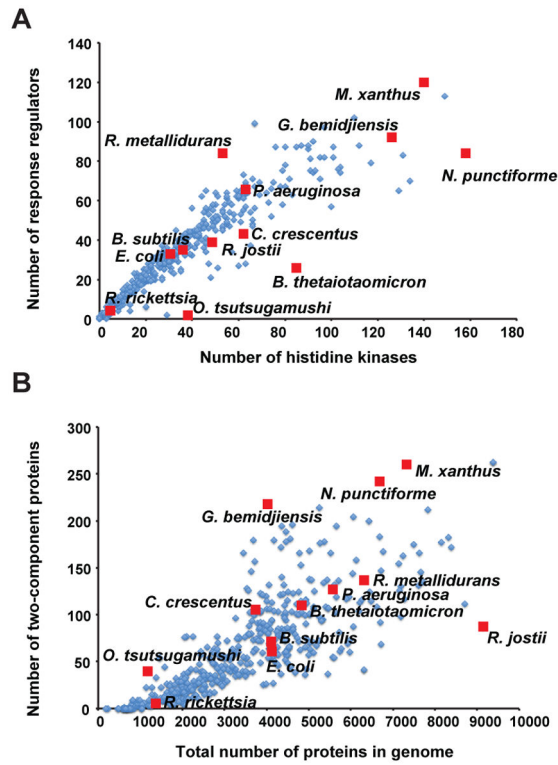 A
140
120
100
80
60
40
20
0
Number of response regulators
M. xanthus
G. bemidjiensis
R. metallidurans
N. punctiforme
P. aeruginosa
C. crescentus
B. subtilis
R. jostii
E. coli
B. thetaiotaomicron
R. rickettsia
O. tsutsugamushi
0 20 40 60 80 100 120 140 160 180
Number of histidine kinases
B
300
250
200
150
100
50
0
Number of two-component proteins
M. xanthus
N. punctiforme
G. bemidjiensis
R. metallidurans
P. aeruginosa
C. crescentus
B. thetaiotaomicron
R. jostii
B. subtilis
O. tsutsugamushi
E. coli
R. rickettsia
0 1000 2000 3000 4000 5000 6000 7000 8000 9000 10000
Total number of proteins in genome